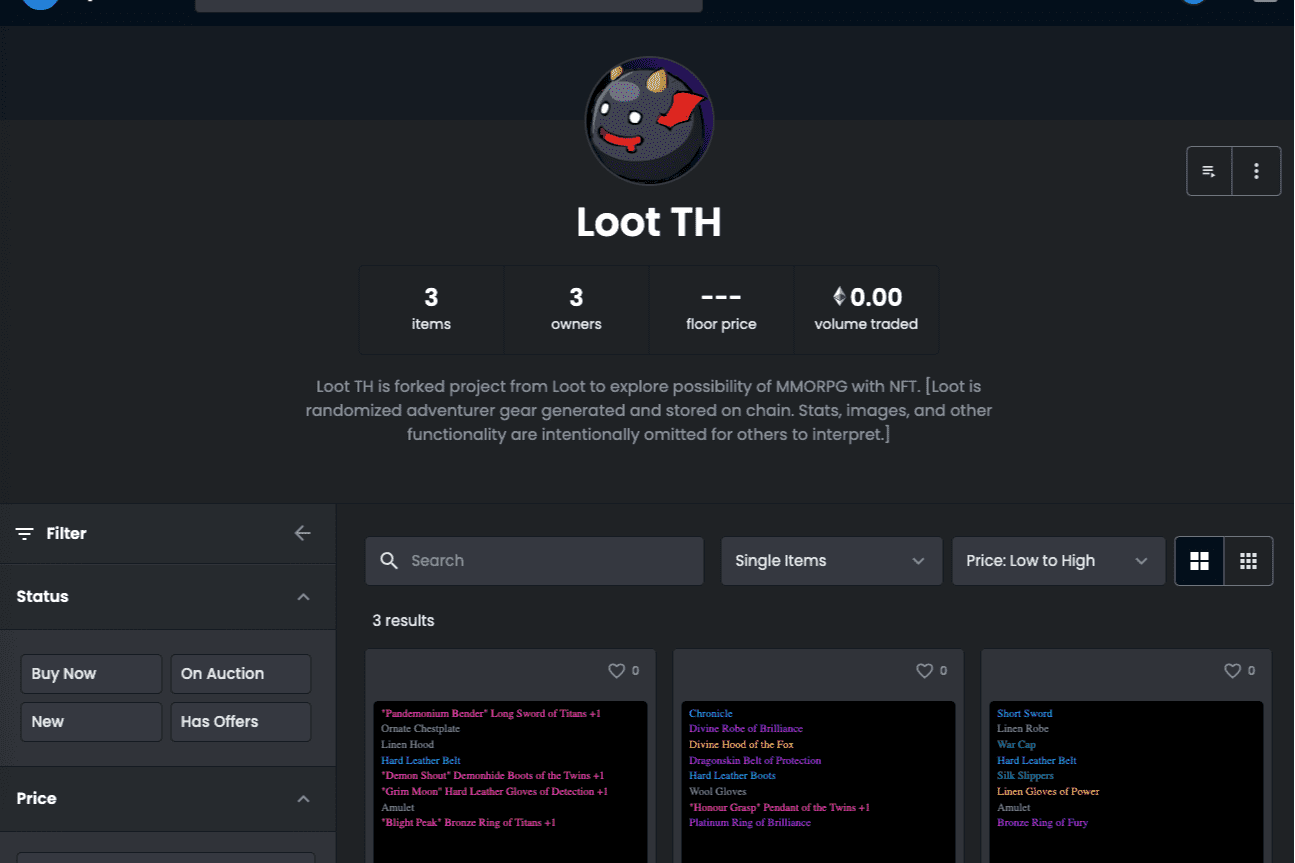 Loot TH
3
items
3
owners
---
floor price
0.00
volume traded
Loot TH is forked project from Loot to explore possibility of MMORPG with NFT. [Loot is
randomized adventurer gear generated and stored on chain. Stats, images, and other
functionality are intentionally omitted for others to interpret.]
Filter
Status
Buy Now
On Auction
New
Has Offers
Price
Search
Single Items
Price: Low to High
3 results
0
"Pandemonium Bender" Long Sword of Titans +1
Ornate Chestplate
Linen Hood
Hard Leather Belt
"Demon Shout" Demonhide Boots of the Twins +1
"Grim Moon" Hard Leather Gloves of Detection +1
Amulet
"Blight Peak" Bronze Ring of Titans +1
0
Chronicle
Divine Robe of Brilliance
Divine Hood of the Fox
Dragonskin Belt of Protection
Hard Leather Boots
Wool Gloves
"Honour Grasp" Pendant of the Twins +1
Platinum Ring of Brilliance
0
Short Sword
Linen Robe
War Cap
Hard Leather Belt
Silk Slippers
Linen Gloves of Power
Amulet
Bronze Ring of Fury